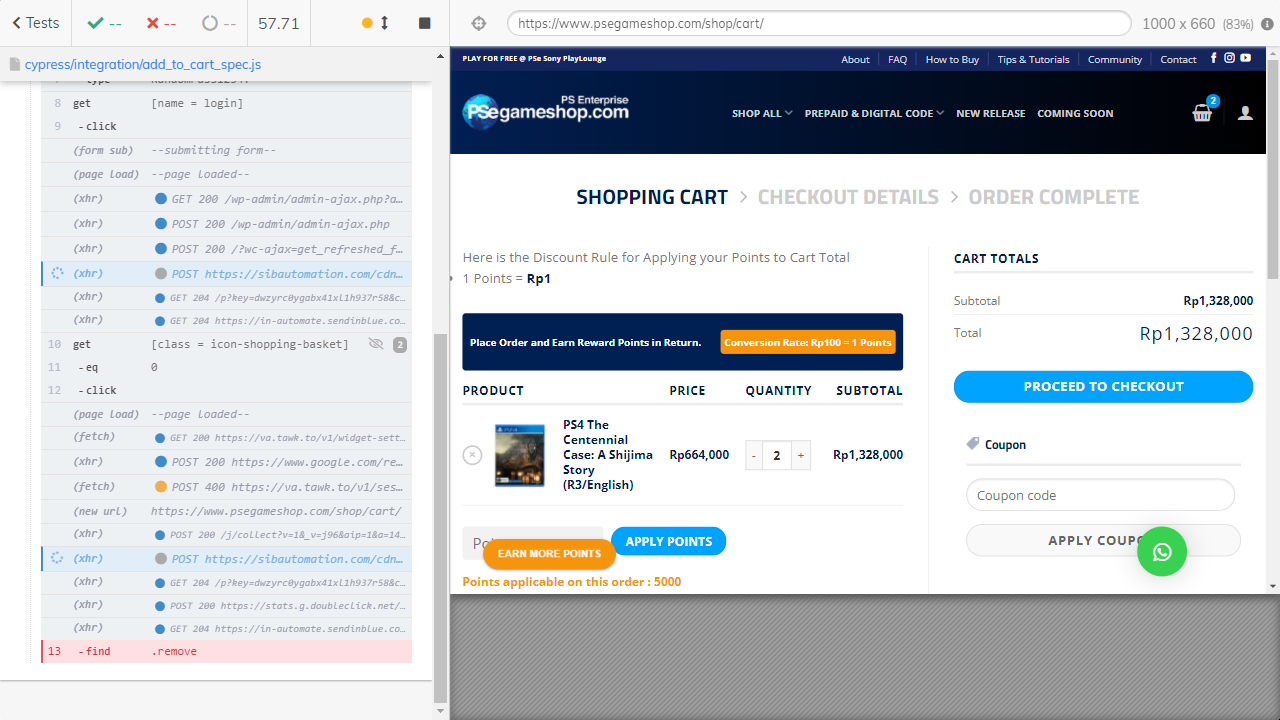 Tests
--
--
--
57.71
https://www.psegameshop.com/shop/cart/
1000 x 660 (83%)
cypress/integration/add_to_cart_spec.js
8 get [name = login]
9 - click
(form sub) --submitting form--
(page load) --page loaded--
(xhr) GET 200 /wp-admin/admin-ajax.php?a...
(xhr) POST 200 /wp-admin/admin-ajax.php
(xhr) POST 200 /?wc-ajax=get_refreshed_f...
(xhr) POST https://sibautomation.com/cdn...
(xhr) GET 204 /p?key=dwzyrc0ygabx41xl1h937r58&c...
(xhr) GET 204 https://in-automate.sendinblue.co...
10 get [class = icon-shopping-basket] 2
11 - eq 0
12 - click
(page load) --page loaded--
(fetch) GET 200 https://va.tawk.to/v1/widget-sett...
(xhr) POST 200 https://www.google.com/re...
(fetch) POST 400 https://va.tawk.to/v1/ses...
(new url) https://www.psegameshop.com/shop/cart/
(xhr) POST 200 /j/collect?v=1&_v=j96&aip=1&a=14...
(xhr) POST https://sibautomation.com/cdn...
(xhr) GET 204 /p?key=dwzyrc0ygabx41xl1h937r58&c...
(xhr) POST 200 https://stats.g.doubleclick.net/...
(xhr) GET 204 https://in-automate.sendinblue.co...
13 - find .remove
PLAY FOR FREE @ PSe Sony PlayLounge
About FAQ How to Buy Tips & Tutorials Community Contact
PS Enterprise
PSegameshop.com
SHOP ALL PREPAID & DIGITAL CODE NEW RELEASE COMING SOON
2
SHOPPING CART > CHECKOUT DETAILS > ORDER COMPLETE
Here is the Discount Rule for Applying your Points to Cart Total
1 Points = Rp1
Place Order and Earn Reward Points in Return. Conversion Rate: Rp100 = 1 Points
PRODUCT PRICE QUANTITY SUBTOTAL
× PS4 The
Centennial
Case: A Shijima
Story
(R3/English)
Rp664,000 - 2 + Rp1,328,000
APPLY POINTS
EARN MORE POINTS
Points applicable on this order : 5000
CART TOTALS
Subtotal Rp1,328,000
Total Rp1,328,000
PROCEED TO CHECKOUT
Coupon
Coupon code
APPLY COUPO